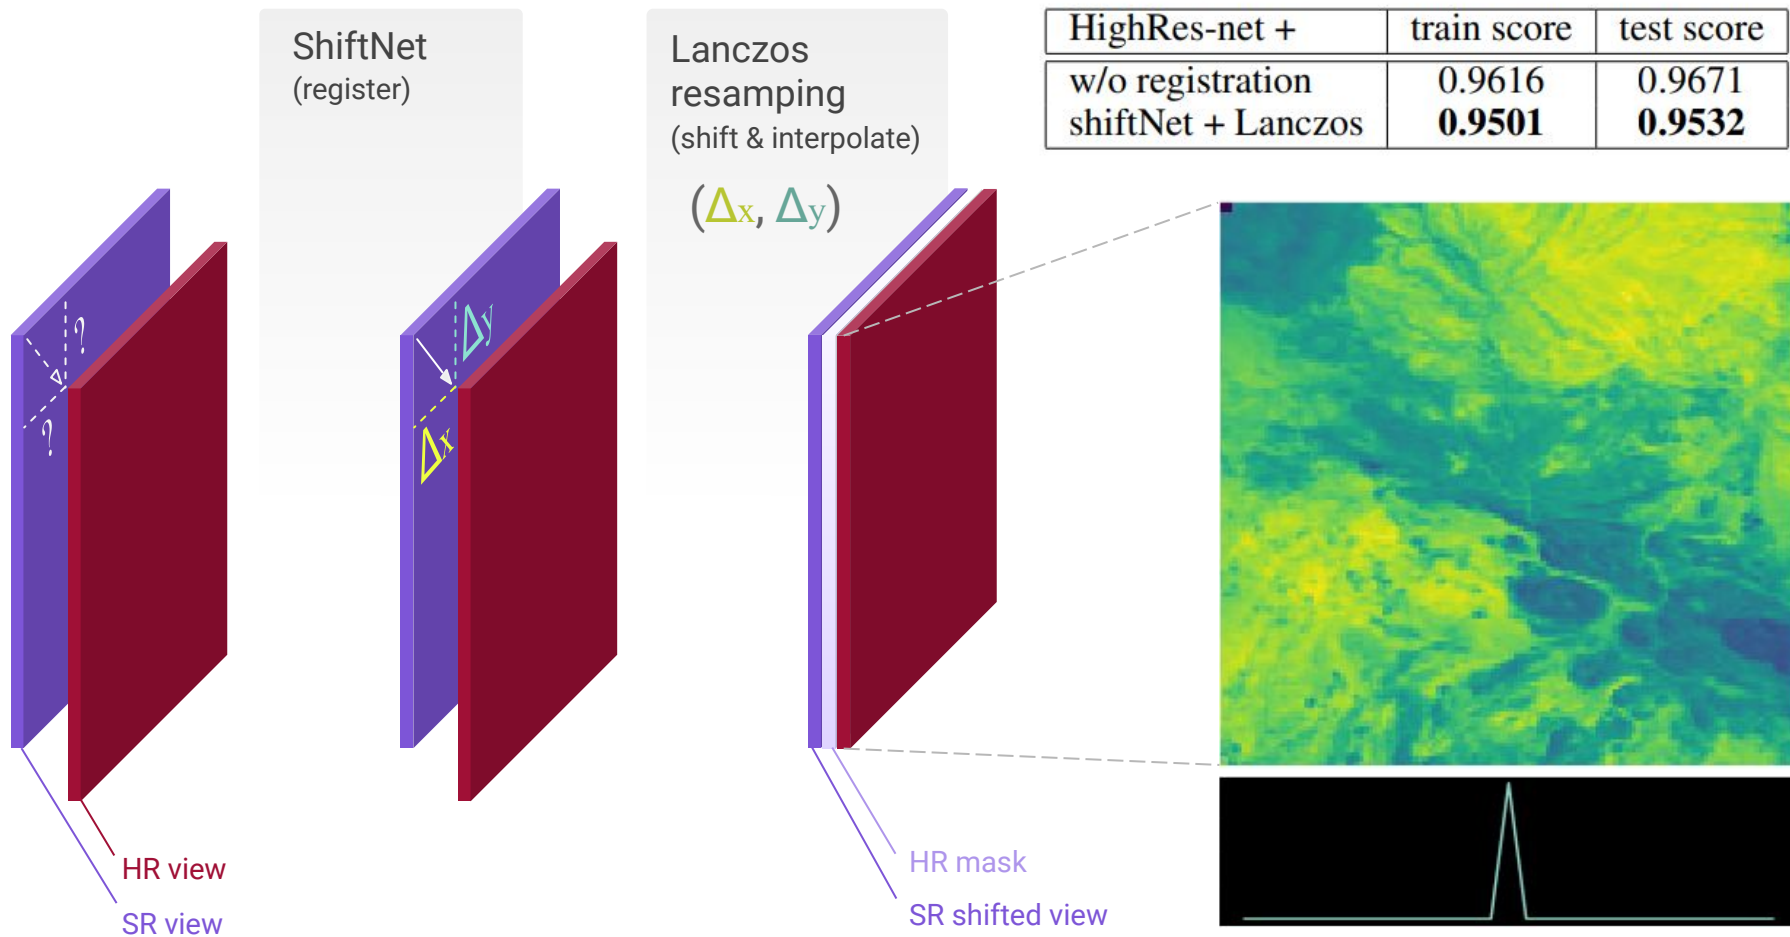 ShiftNet
(register)
Lanczos
resamping
(shift & interpolate)
(Δx, Δy)
HighRes-net + train score test score
w/o registration 0.9616 0.9671
shiftNet + Lanczos 0.9501 0.9532
?
?
Δy
Δx
HR view
SR view
HR mask
SR shifted view